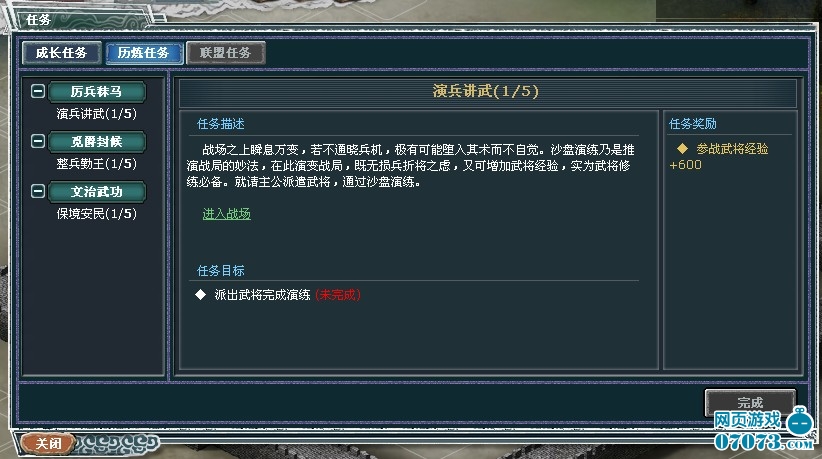 任务
成长任务 历炼任务 联盟任务
厉兵秣马
演兵讲武(1/5)
觅爵封候
整兵勤王(1/5)
文治武功
保境安民(1/5)
演兵讲武(1/5)
任务描述
战场之上瞬息万变，若不通晓兵机，极有可能堕入其术而不自觉。沙盘演练乃是推
演战局的妙法，在此演变战局，既无损兵折将之虑，又可增加武将经验，实为武将修
练必备。就请主公派遣武将，通过沙盘演练。
进入战场
任务目标
◆ 派出武将完成演练 (未完成)
任务奖励
◆ 参战武将经验
+600
完成
关闭
网页游戏
07073.com